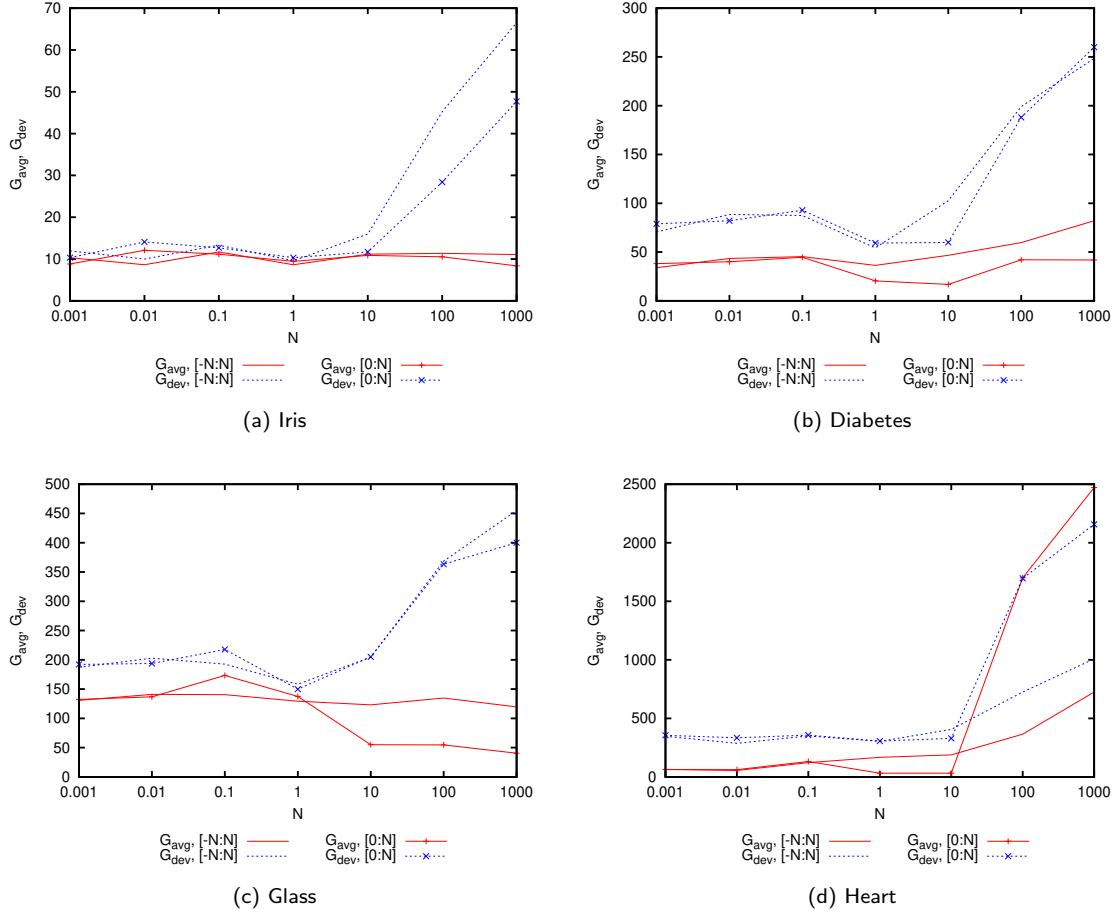 70
60
50
40
30
20
10
0
G_avg, G_dev
0.001 0.01 0.1 1 10 100 1000
N
G_avg, [-N:N] G_avg, [0:N]
G_dev, [-N:N] G_dev, [0:N]
(a) Iris
300
250
200
150
100
50
0
G_avg, G_dev
0.001 0.01 0.1 1 10 100 1000
N
G_avg, [-N:N] G_avg, [0:N]
G_dev, [-N:N] G_dev, [0:N]
(b) Diabetes
500
450
400
350
300
250
200
150
100
50
0
G_avg, G_dev
0.001 0.01 0.1 1 10 100 1000
N
G_avg, [-N:N] G_avg, [0:N]
G_dev, [-N:N] G_dev, [0:N]
(c) Glass
2500
2000
1500
1000
500
0
G_avg, G_dev
0.001 0.01 0.1 1 10 100 1000
N
G_avg, [-N:N] G_avg, [0:N]
G_dev, [-N:N] G_dev, [0:N]
(d) Heart